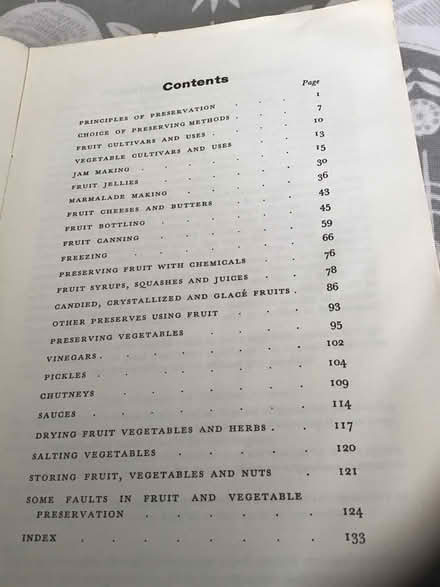 Contents
Page
PRINCIPLES OF PRESERVATION . . . 1
CHOICE OF PRESERVING METHODS . . . 7
FRUIT CULTIVARS AND USES . . . . 10
VEGETABLE CULTIVARS AND USES . . . 13
JAM MAKING . . . . . . 15
FRUIT JELLIES . . . . . . 30
MARMALADE MAKING . . . . . 36
FRUIT CHEESES AND BUTTERS . . . 43
FRUIT BOTTLING . . . . . 45
FRUIT CANNING . . . . . 59
FREEZING . . . . . . 66
PRESERVING FRUIT WITH CHEMICALS . . . 76
FRUIT SYRUPS, SQUASHES AND JUICES . . 78
CANDIED, CRYSTALLIZED AND GLACÉ FRUITS . 86
OTHER PRESERVES USING FRUIT . . . 93
PRESERVING VEGETABLES . . . . 95
VINEGARS . . . . . . . 102
PICKLES . . . . . . . 104
CHUTNEYS . . . . . . 109
SAUCES . . . . . . . 114
DRYING FRUIT VEGETABLES AND HERBS . . . 117
SALTING VEGETABLES . . . . . 120
STORING FRUIT, VEGETABLES AND NUTS . 121
SOME FAULTS IN FRUIT AND VEGETABLE
PRESERVATION . . . . . . 124
INDEX . . . . . . . . 133